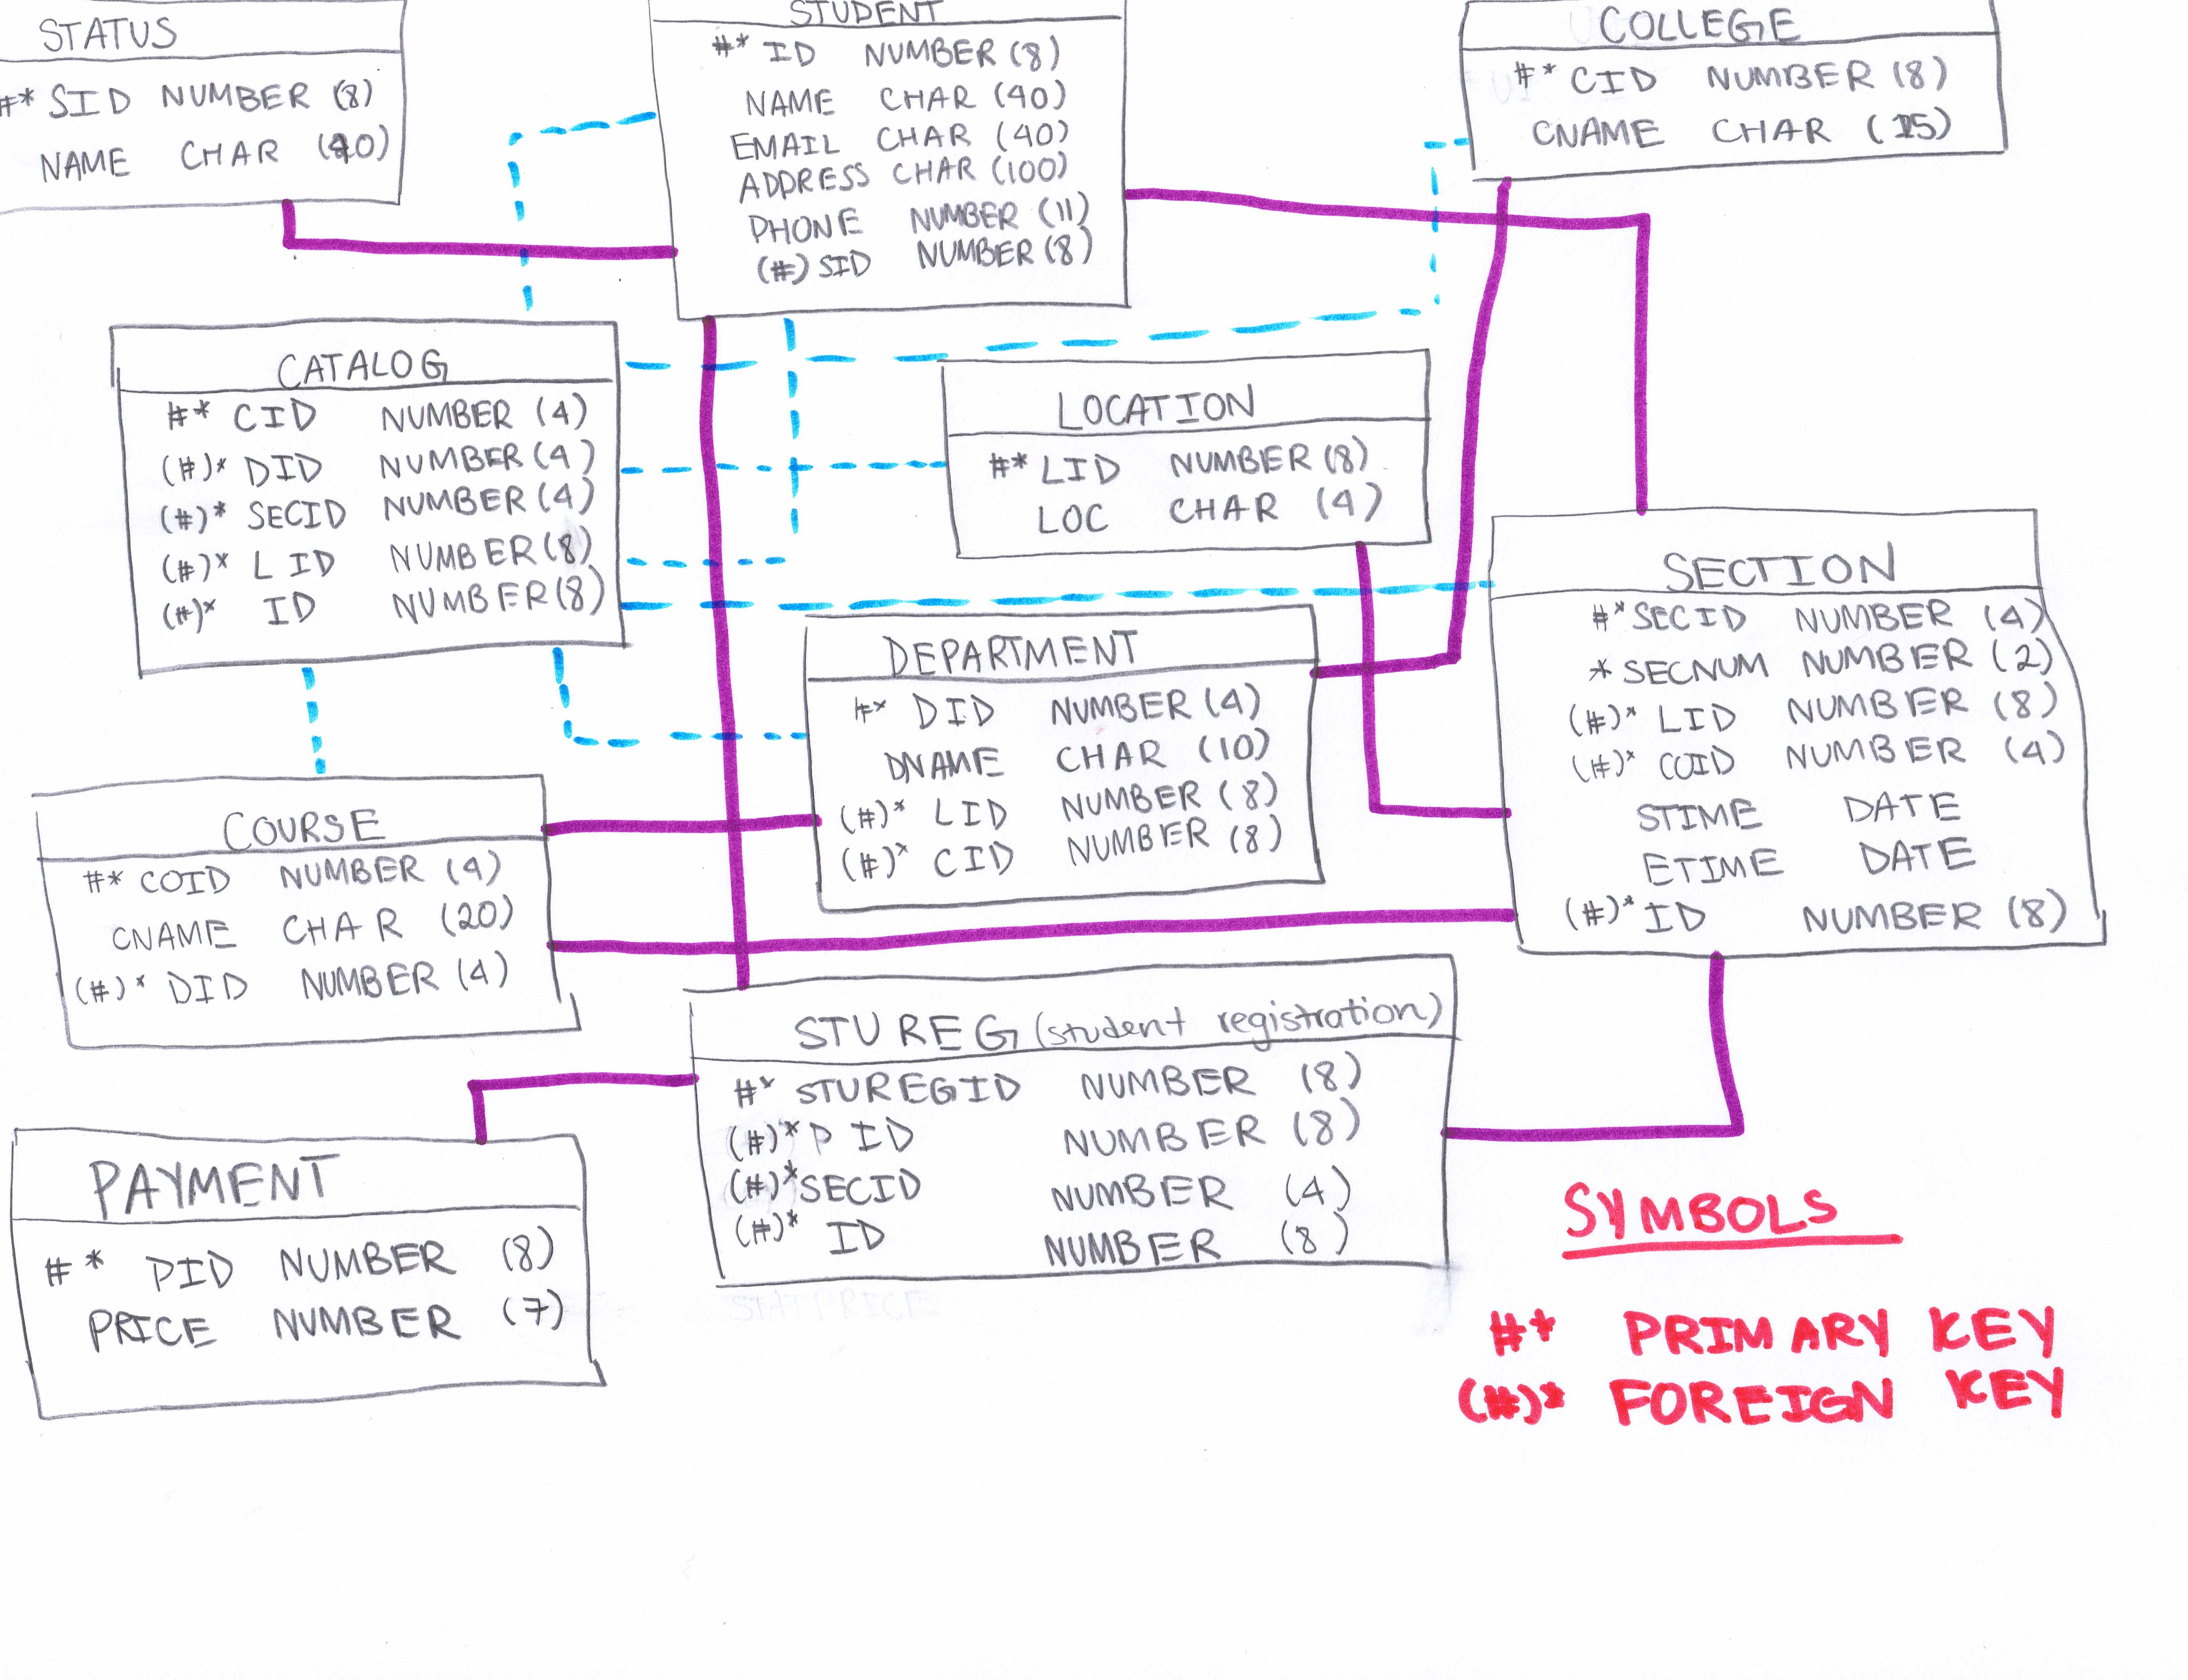 STATUS
#* SID NUMBER (8)
NAME CHAR (40)
STUDENT
#* ID NUMBER (8)
NAME CHAR (40)
EMAIL CHAR (40)
ADDRESS CHAR (100)
PHONE NUMBER (11)
(#) SID NUMBER (8)
COLLEGE
#* CID NUMBER (8)
CNAME CHAR (15)
CATALOG
#* CID NUMBER (4)
(#)* DID NUMBER (4)
(#)* SECID NUMBER (4)
(#)* LID NUMBER (8)
(#)* ID NUMBER (8)
LOCATION
#* LID NUMBER (8)
LOC CHAR (4)
SECTION
#* SECID NUMBER (4)
* SECNUM NUMBER (2)
(#)* LID NUMBER (8)
(#)* COID NUMBER (4)
STIME DATE
ETIME DATE
(#)* ID NUMBER (8)
DEPARTMENT
#* DID NUMBER (4)
DNAME CHAR (10)
(#)* LID NUMBER (8)
(#)* CID NUMBER (8)
COURSE
#* COID NUMBER (4)
CNAME CHAR (20)
(#)* DID NUMBER (4)
STUREG (student registration)
#* STUREGID NUMBER (8)
(#)* PID NUMBER (8)
(#)* SECID NUMBER (4)
(#)* ID NUMBER (8)
PAYMENT
#* PID NUMBER (8)
PRICE NUMBER (7)
SYMBOLS
#* PRIMARY KEY
(#)* FOREIGN KEY